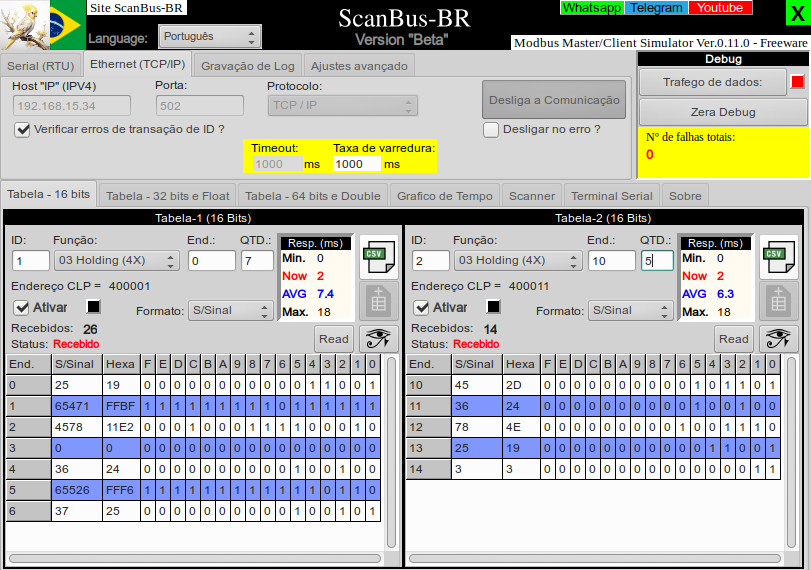 Site ScanBus-BR
Whatsapp Telegram Youtube
X
ScanBus-BR
Language: Português
Version "Beta"
Modbus Master/Client Simulator Ver.0.11.0 - Freeware
Serial (RTU) Ethernet (TCP/IP) Gravação de Log Ajustes avançado
Debug
Host "IP" (IPV4) Porta: Protocolo:
Trafego de dados:
192.168.15.34 502 TCP / IP Desliga a Comunicação
Zera Debug
Verificar erros de transação de ID ? Desligar no erro ?
Nº de falhas totais:
0
Timeout: Taxa de varredura:
1000 ms 1000 ms
Tabela - 16 bits Tabela - 32 bits e Float Tabela - 64 bits e Double Grafico de Tempo Scanner Terminal Serial Sobre
Tabela-1 (16 Bits)
ID: Função: End.: QTD.: Resp. (ms)
1 03 Holding (4X) 0 7
Min. 0
Now 2
AVG 7.4
Max. 18
CSV
Endereço CLP = 400001
Ativar Formato: S/Sinal
Recebidos: 26
Status: Recebido Read
End. S/Sinal Hexa F E D C B A 9 8 7 6 5 4 3 2 1 0
0 25 19 0 0 0 0 0 0 0 0 0 0 0 1 1 0 0 1
1 65471 FFBF 1 1 1 1 1 1 1 1 1 0 1 1 1 1 1 1
2 4578 11E2 0 0 0 1 0 0 0 1 1 1 1 0 0 0 1 0
3 0 0 0 0 0 0 0 0 0 0 0 0 0 0 0 0 0 0
4 36 24 0 0 0 0 0 0 0 0 0 0 1 0 0 1 0 0
5 65526 FFF6 1 1 1 1 1 1 1 1 1 1 1 1 0 1 1 0
6 37 25 0 0 0 0 0 0 0 0 0 0 1 0 0 1 0 1
Tabela-2 (16 Bits)
ID: Função: End.: QTD.: Resp. (ms)
2 03 Holding (4X) 10 5
Min. 0
Now 2
AVG 6.3
Max. 18
CSV
Endereço CLP = 400011
Ativar Formato: S/Sinal
Recebidos: 14
Status: Recebido Read
End. S/Sinal Hexa F E D C B A 9 8 7 6 5 4 3 2 1 0
10 45 2D 0 0 0 0 0 0 0 0 0 0 1 0 1 1 0 1
11 36 24 0 0 0 0 0 0 0 0 0 0 1 0 0 1 0 0
12 78 4E 0 0 0 0 0 0 0 0 0 1 0 0 1 1 1 0
13 25 19 0 0 0 0 0 0 0 0 0 0 0 1 1 0 0 1
14 3 3 0 0 0 0 0 0 0 0 0 0 0 0 0 0 1 1